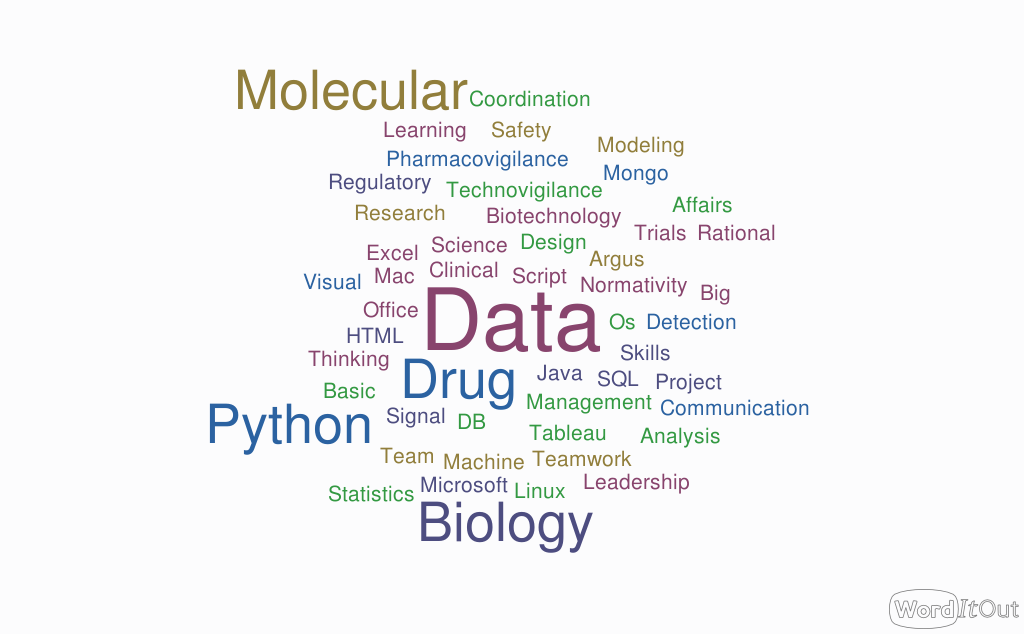 Molecular Coordination
Learning Safety Modeling
Pharmacovigilance Mongo
Regulatory Technovigilance Affairs
Research Biotechnology Trials Rational
Excel Science Design Argus
Visual Mac Clinical Script Normativity Big
Office Data Os Detection
HTML Skills
Thinking Drug Java SQL Project
Basic Management Communication
Python Signal DB Tableau Analysis
Team Machine Teamwork
Statistics Microsoft Linux Leadership
Biology
WordItOut